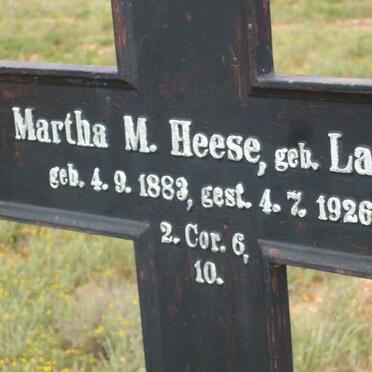 Martha M. Heese, geb. La
geb. 4. 9. 1883, gest. 4. 7. 1926
2. Cor. 6,
10.